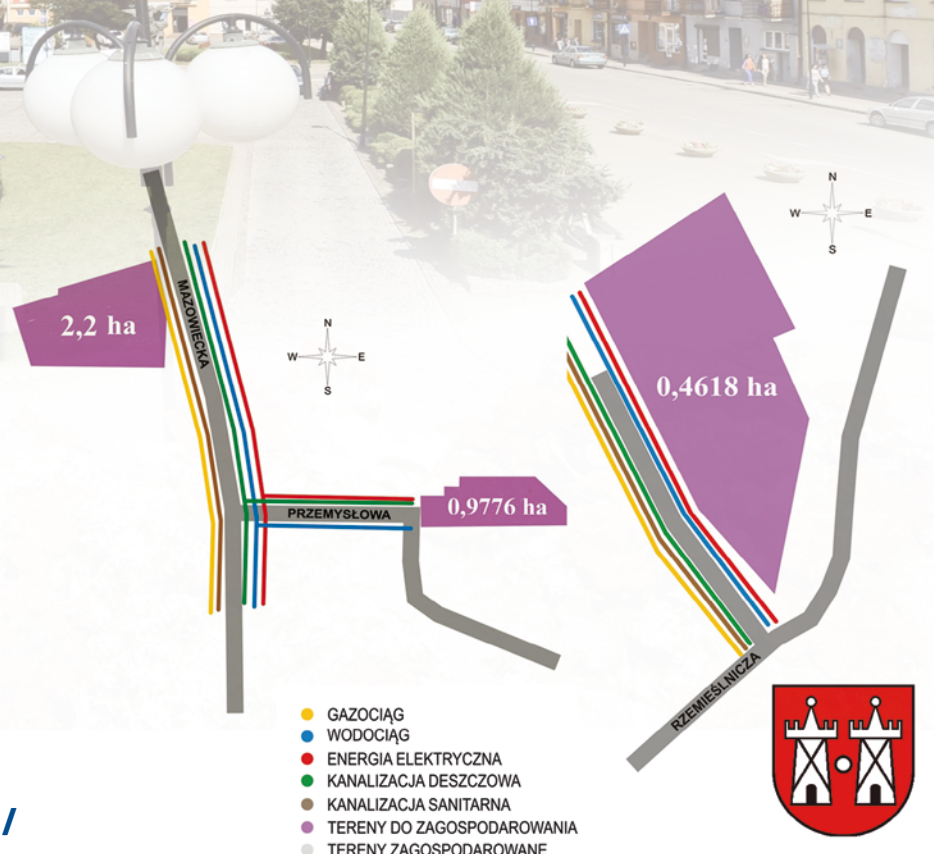 N
W E
S
MAZOWIECKA
2,2 ha
N
W E
S
0,4618 ha
PRZEMYSŁOWA
0,9776 ha
RZEMIEŚLNICZA
GAZOCIĄG
WODOCIĄG
ENERGIA ELEKTRYCZNA
KANALIZACJA DESZCZOWA
KANALIZACJA SANITARNA
TERENY DO ZAGOSPODAROWANIA
TERENY ZAGOSPODAROWANE
/